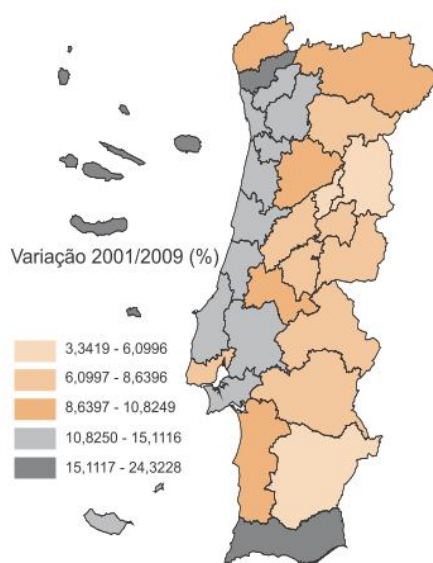 Variação 2001/2009 (%)
3,3419 - 6,0996
6,0997 - 8,6396
8,6397 - 10,8249
10,8250 - 15,1116
15,1117 - 24,3228